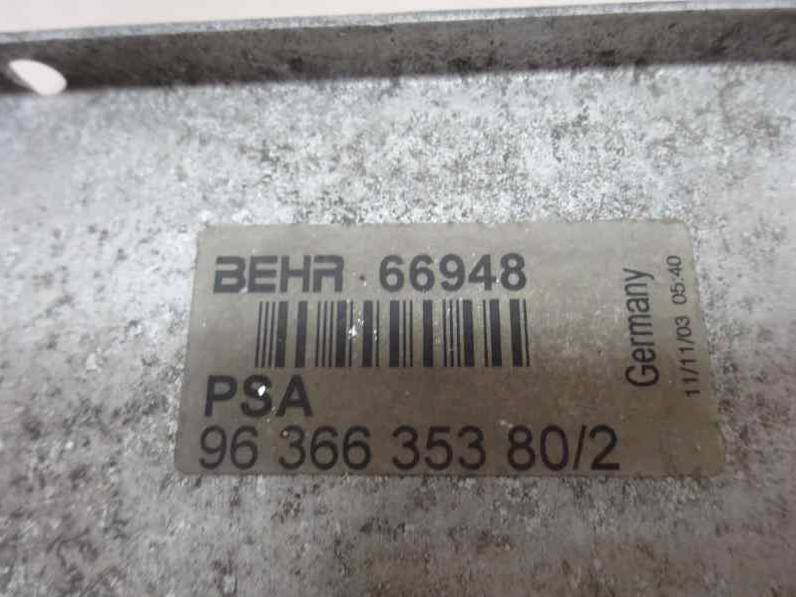 BEHR 66948
PSA
96 366 353 80/2
Germany
11/11/03 05:40